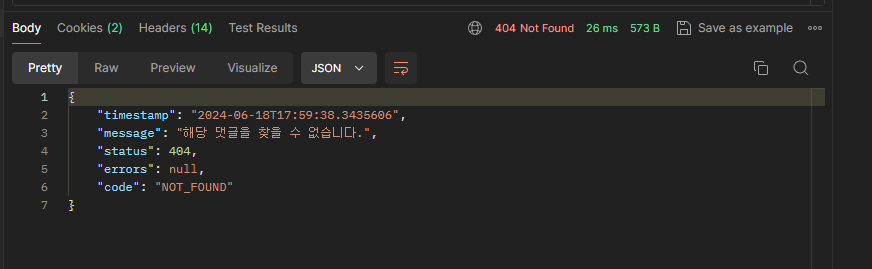 Body Cookies (2) Headers (14) Test Results 404 Not Found 26 ms 573 B Save as example
Pretty Raw Preview Visualize JSON
1 {
2 "timestamp": "2024-06-18T17:59:38.3435606",
3 "message": "해당 댓글을 찾을 수 없습니다.",
4 "status": 404,
5 "errors": null,
6 "code": "NOT_FOUND"
7 }